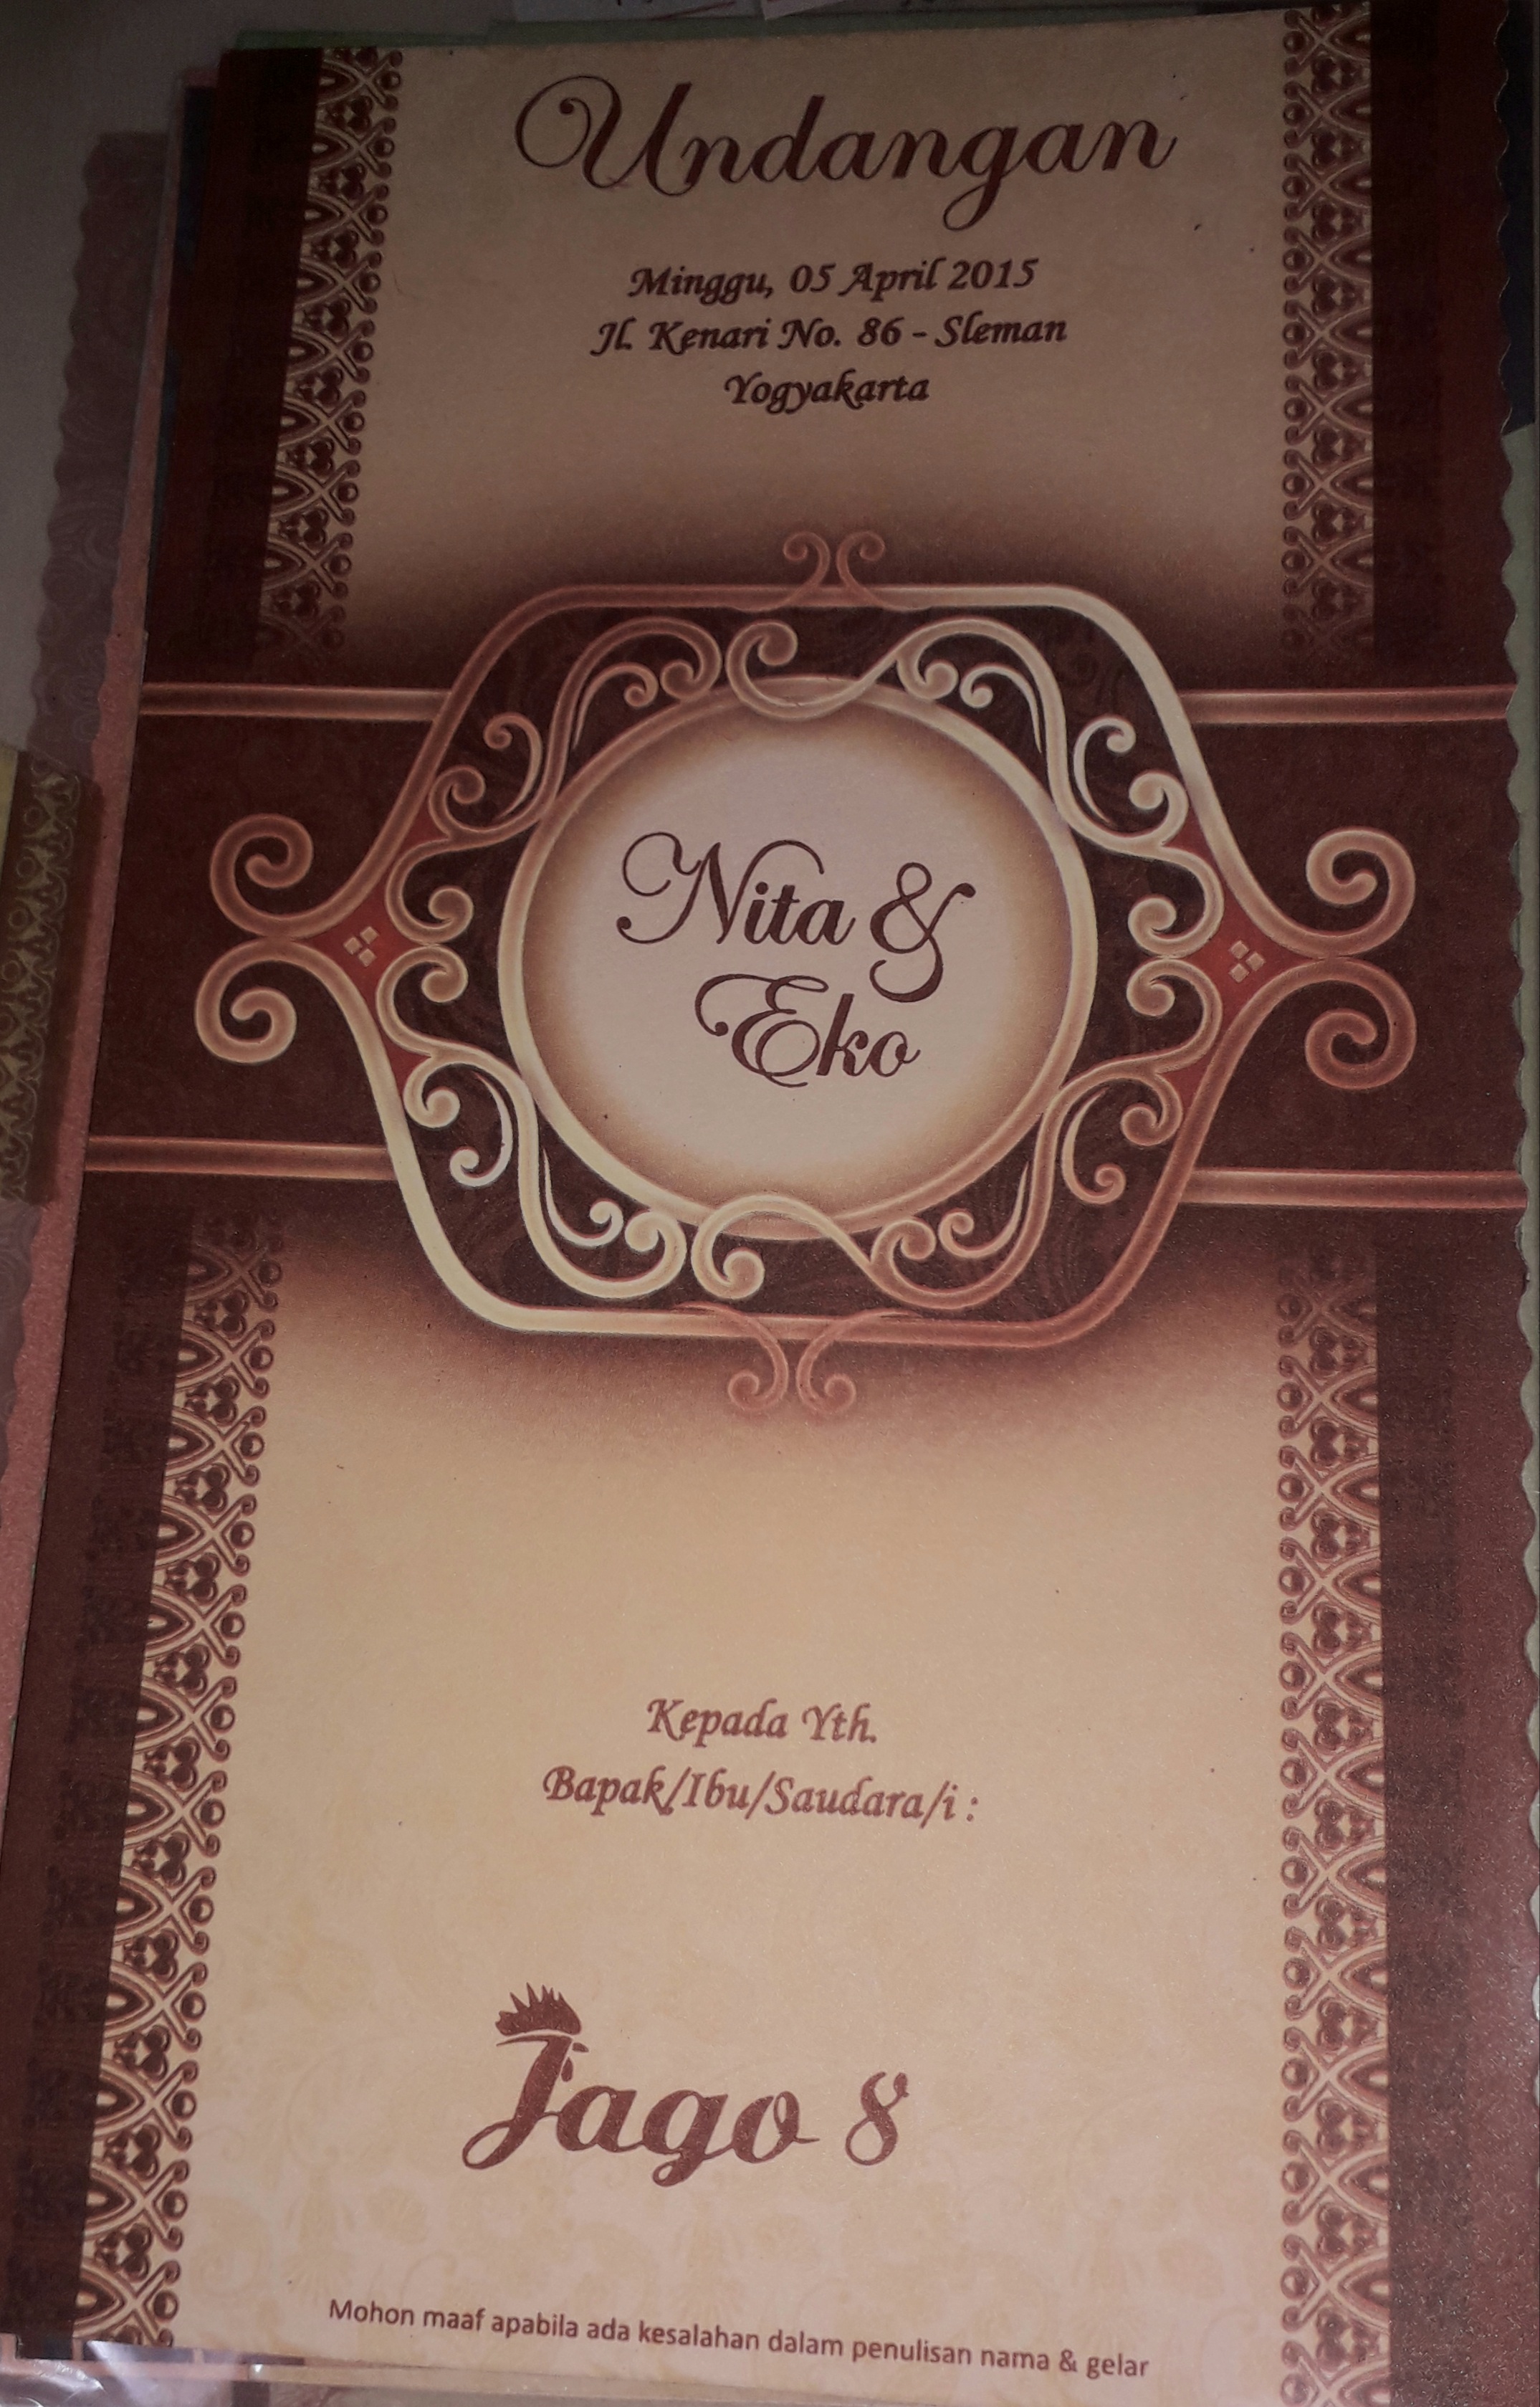 Undangan
Minggu, 05 April 2015
Jl. Kenari No. 86 - Sleman
Yogyakarta
Nita &
Eko
Kepada Yth.
Bapak/Ibu/Saudara/i :
Jago 8
Mohon maaf apabila ada kesalahan dalam penulisan nama & gelar